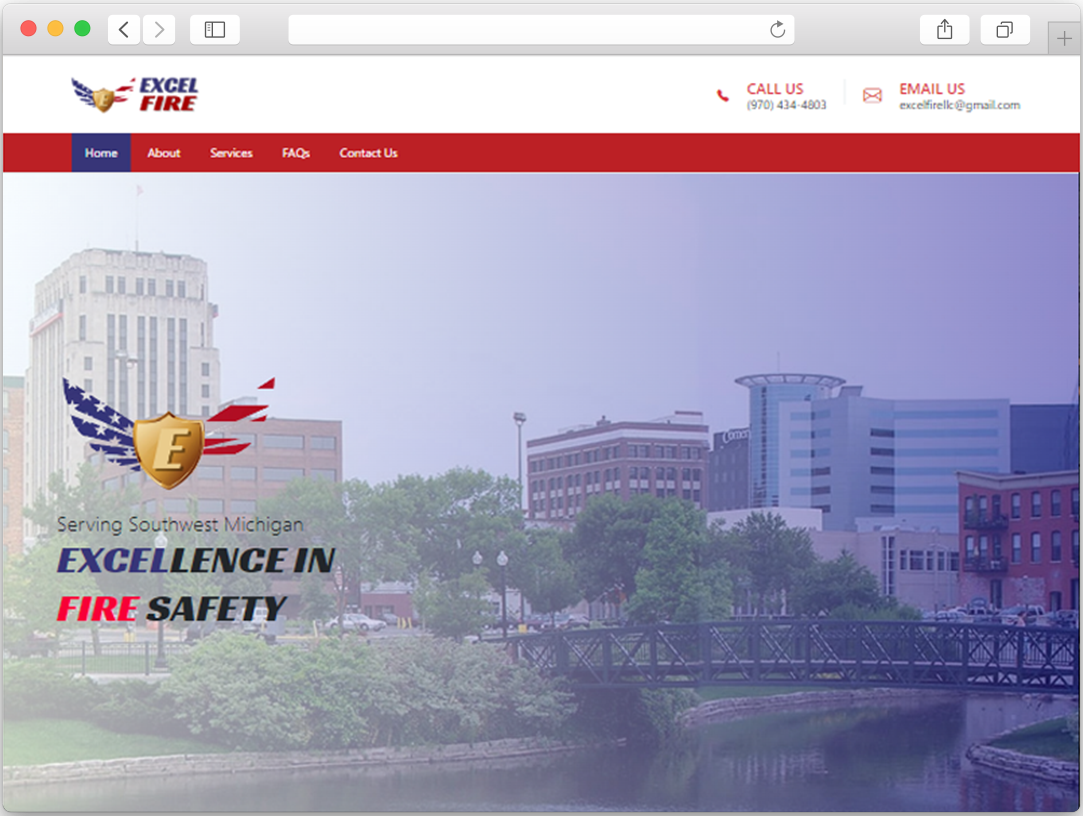 EXCEL
FIRE
CALL US
(970) 434-4803
EMAIL US
excelfirellc@gmail.com
Home
About
Services
FAQs
Contact Us
E
Serving Southwest Michigan
EXCELLENCE IN
FIRE SAFETY